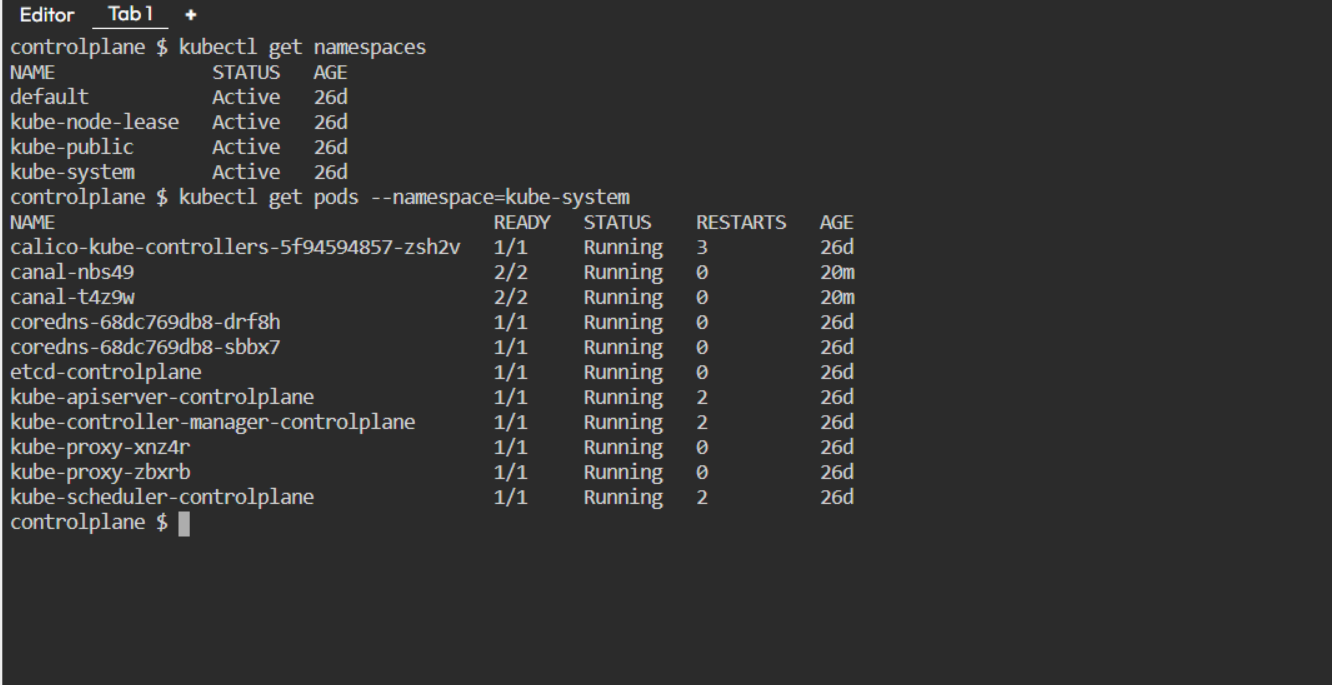 Editor Tab 1 +
controlplane $ kubectl get namespaces
NAME STATUS AGE
default Active 26d
kube-node-lease Active 26d
kube-public Active 26d
kube-system Active 26d
controlplane $ kubectl get pods --namespace=kube-system
NAME READY STATUS RESTARTS AGE
calico-kube-controllers-5f94594857-zsh2v 1/1 Running 3 26d
canal-nbs49 2/2 Running 0 20m
canal-t4z9w 2/2 Running 0 20m
coredns-68dc769db8-drf8h 1/1 Running 0 26d
coredns-68dc769db8-sbbx7 1/1 Running 0 26d
etcd-controlplane 1/1 Running 0 26d
kube-apiserver-controlplane 1/1 Running 2 26d
kube-controller-manager-controlplane 1/1 Running 2 26d
kube-proxy-xnz4r 1/1 Running 0 26d
kube-proxy-zbxrb 1/1 Running 0 26d
kube-scheduler-controlplane 1/1 Running 2 26d
controlplane $